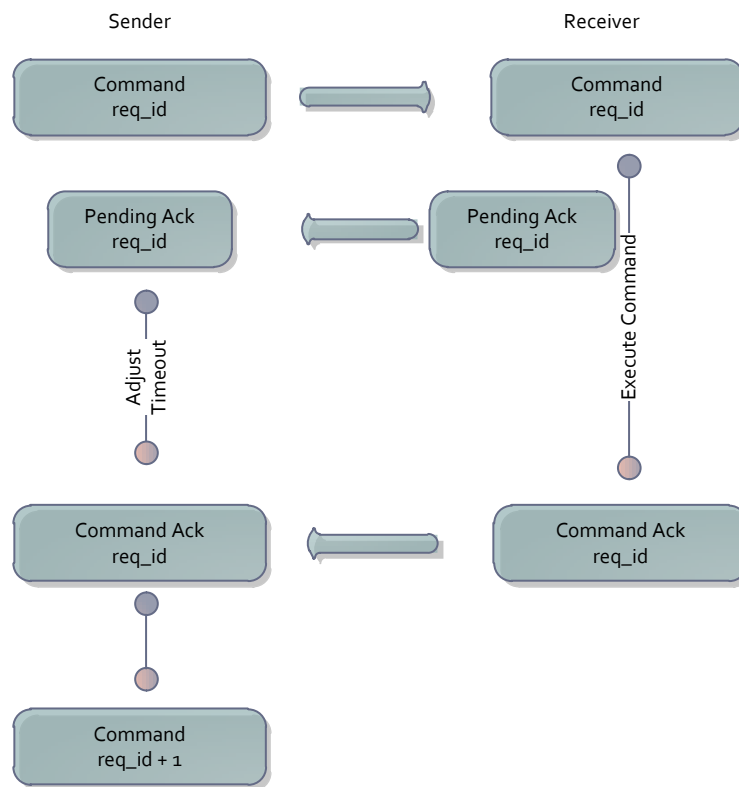 Sender
Receiver
Command
req_id
Command
req_id
Pending Ack
req_id
Pending Ack
req_id
Adjust
Timeout
Execute Command
Command Ack
req_id
Command Ack
req_id
Command
req_id + 1